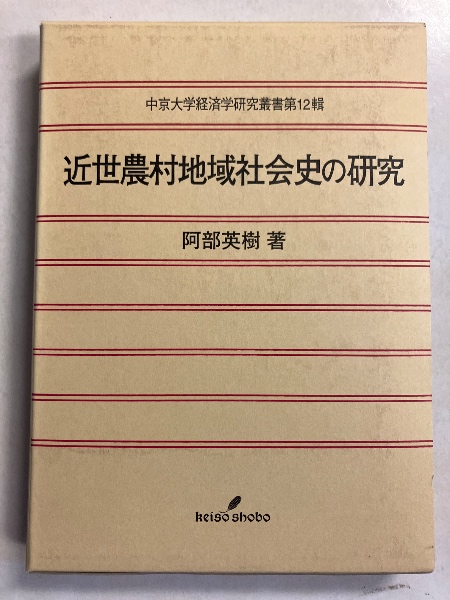 中京大学経済学研究叢書第12輯
近世農村地域社会史の研究
阿部英樹 著
keiso shobo